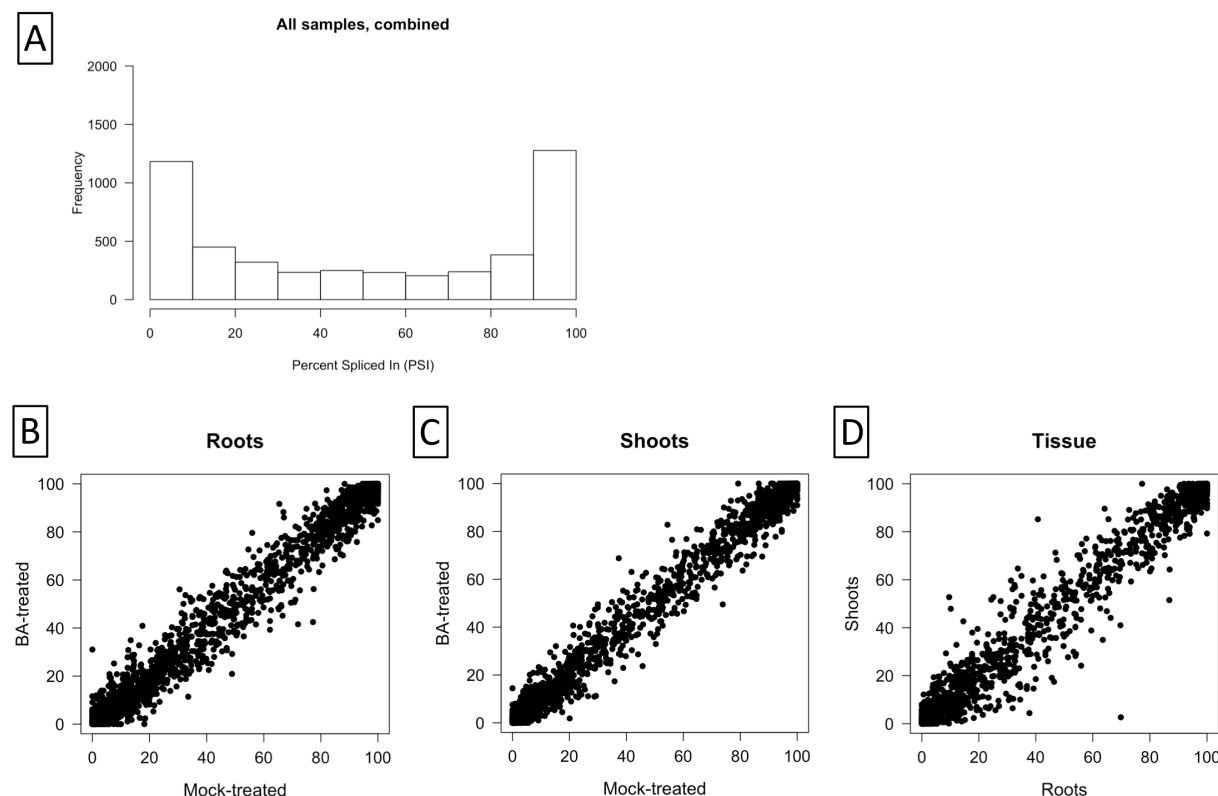 A
All samples, combined
Frequency
2000
1500
1000
500
0
0 20 40 60 80 100
Percent Spliced In (PSI)
B
Roots
BA-treated
100
80
60
40
20
0
0 20 40 60 80 100
Mock-treated
C
Shoots
BA-treated
100
80
60
40
20
0
0 20 40 60 80 100
Mock-treated
D
Tissue
Shoots
100
80
60
40
20
0
0 20 40 60 80 100
Roots